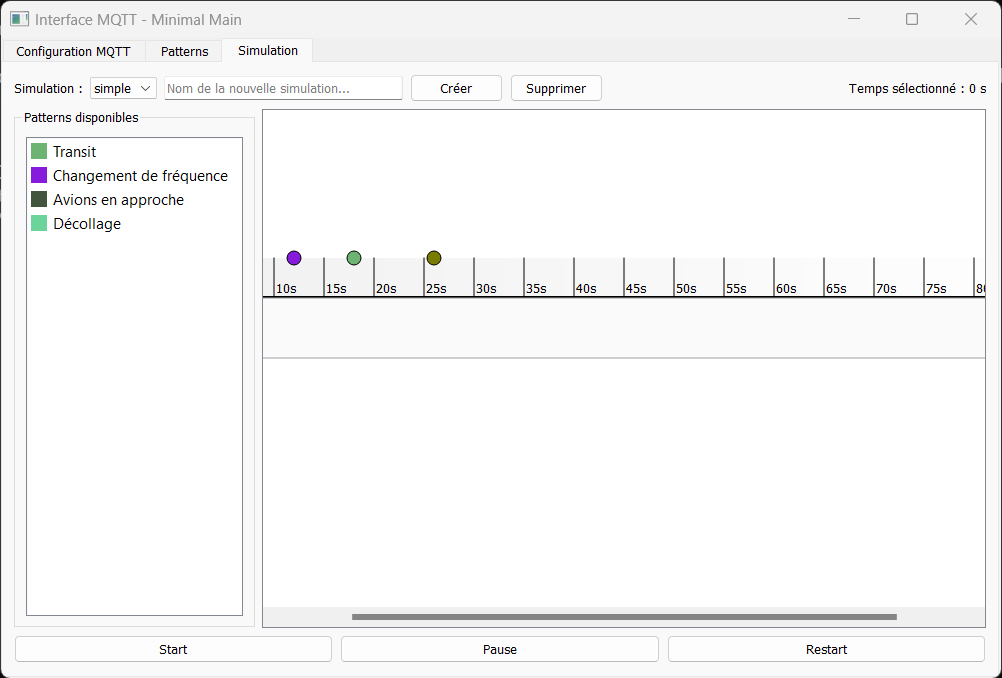 Interface MQTT - Minimal Main
Configuration MQTT Patterns Simulation
Simulation : simple Nom de la nouvelle simulation... Créer Supprimer Temps sélectionné : 0 s
Patterns disponibles
Transit
Changement de fréquence
Avions en approche
Décollage
10s 15s 20s 25s 30s 35s 40s 45s 50s 55s 60s 65s 70s 75s
Start Pause Restart